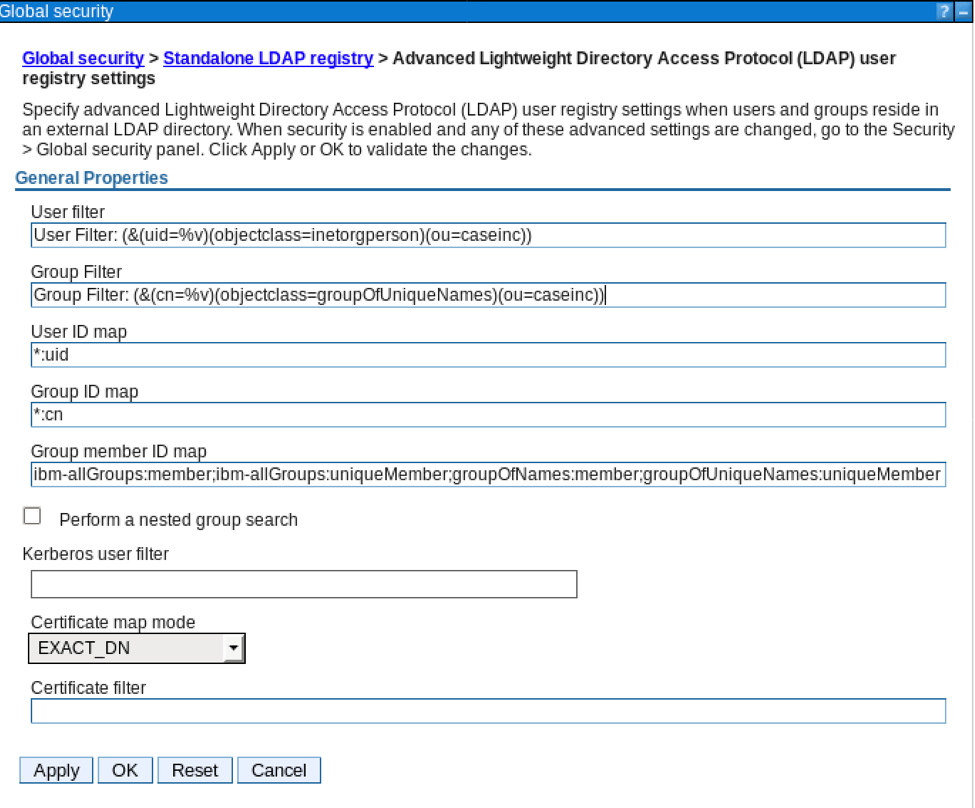 Global security
? –
Global security > Standalone LDAP registry > Advanced Lightweight Directory Access Protocol (LDAP) user
registry settings
Specify advanced Lightweight Directory Access Protocol (LDAP) user registry settings when users and groups reside in
an external LDAP directory. When security is enabled and any of these advanced settings are changed, go to the Security
> Global security panel. Click Apply or OK to validate the changes.
General Properties
User filter
User Filter: (&(uid=%v)(objectclass=inetorgperson)(ou=caseinc))
Group Filter
Group Filter: (&(cn=%v)(objectclass=groupOfUniqueNames)(ou=caseinc))
User ID map
*:uid
Group ID map
*:cn
Group member ID map
ibm-allGroups:member;ibm-allGroups:uniqueMember;groupOfNames:member;groupOfUniqueNames:uniqueMember
Perform a nested group search
Kerberos user filter
Certificate map mode
EXACT_DN
Certificate filter
Apply OK Reset Cancel